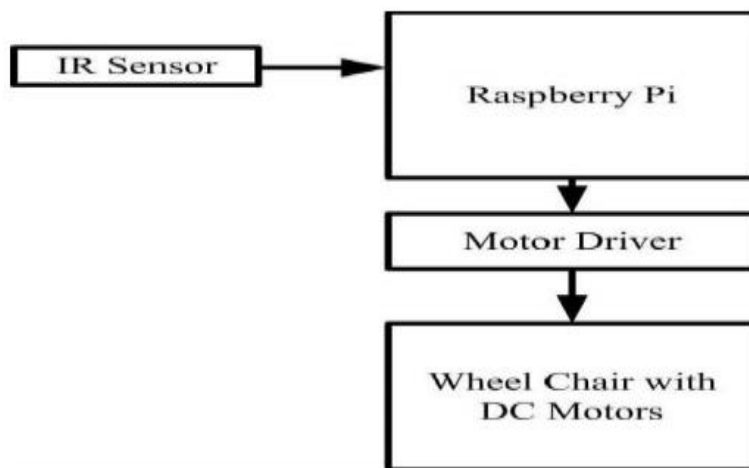 IR Sensor
Raspberry Pi
Motor Driver
Wheel Chair with
DC Motors